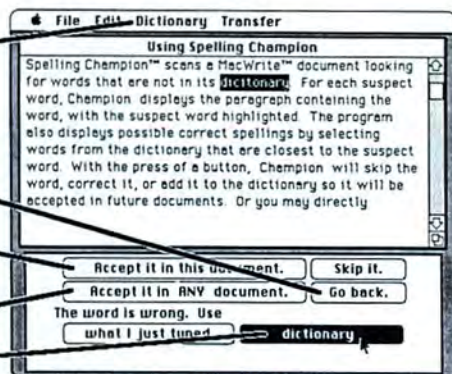 File Edit Dictionary Transfer
Using Spelling Champion
Spelling Champion™ scans a MacWrite™ document looking
for words that are not in its dicitonary. For each suspect
word, Champion displays the paragraph containing the
word, with the suspect word highlighted. The program
also displays possible correct spellings by selecting
words from the dictionary that are closest to the suspect
word. With the press of a button, Champion will skip the
word, correct it, or add it to the dictionary so it will be
accepted in future documents. Or you may directly
Accept it in this document. Skip it.
Accept it in ANY document. Go back.
The word is wrong. Use
what I just typed dictionary